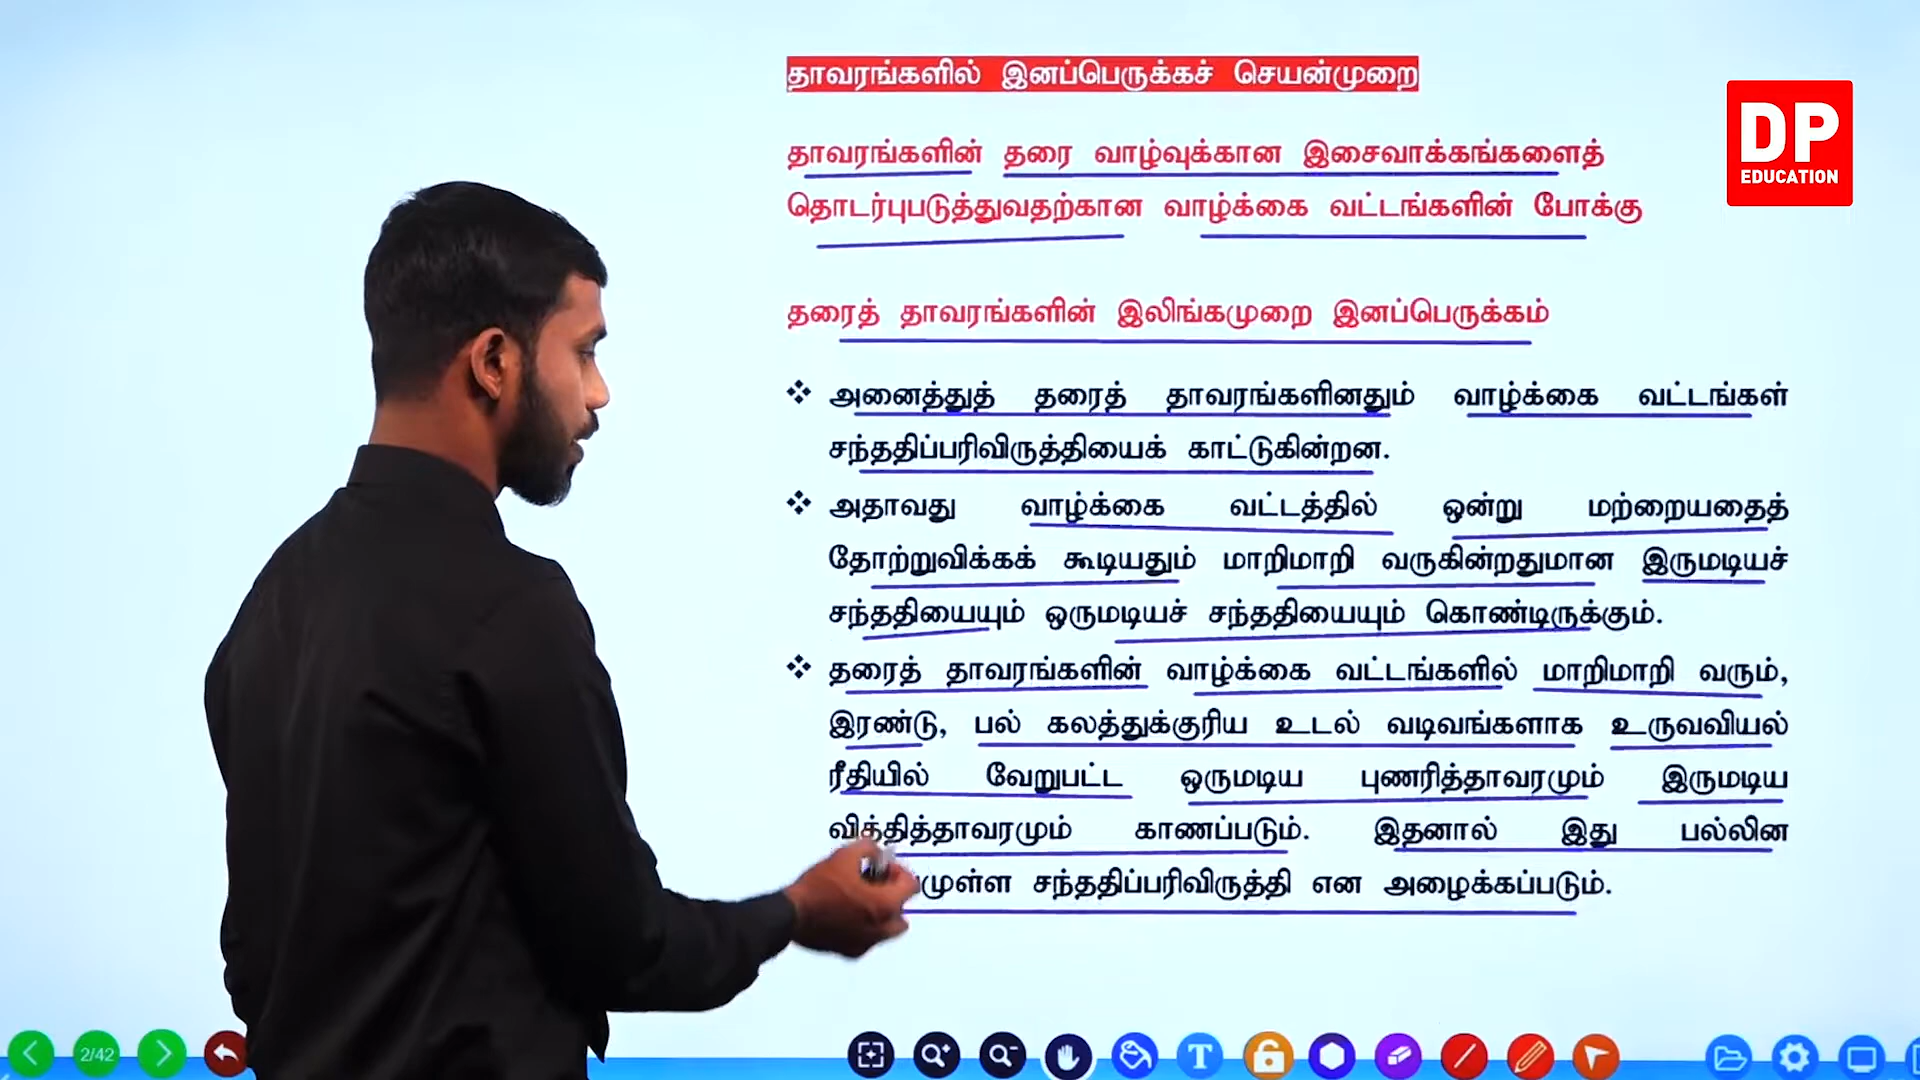 தாவரங்களில் இனப்பெருக்கச் செயன்முறை
DP
EDUCATION
தாவரங்களின் தரை வாழ்வுக்கான இசைவாக்கங்களைத்
தொடர்புபடுத்துவதற்கான வாழ்க்கை வட்டங்களின் போக்கு
தரைத் தாவரங்களின் இலிங்கமுறை இனப்பெருக்கம்
❖ அனைத்துத் தரைத் தாவரங்களினதும் வாழ்க்கை வட்டங்கள்
சந்ததிப்பரிவிருத்தியைக் காட்டுகின்றன.
❖ அதாவது வாழ்க்கை வட்டத்தில் ஒன்று மற்றையதைத்
தோற்றுவிக்கக் கூடியதும் மாறிமாறி வருகின்றதுமான இருமடியச்
சந்ததியையும் ஒருமடியச் சந்ததியையும் கொண்டிருக்கும்.
❖ தரைத் தாவரங்களின் வாழ்க்கை வட்டங்களில் மாறிமாறி வரும்,
இரண்டு, பல் கலத்துக்குரிய உடல் வடிவங்களாக உருவவியல்
ரீதியில் வேறுபட்ட ஒருமடிய புணரித்தாவரமும் இருமடிய
வித்தித்தாவரமும் காணப்படும். இதனால் இது பல்லின
சந்ததிப்பரிவிருத்தி என அழைக்கப்படும்.
2/42
T